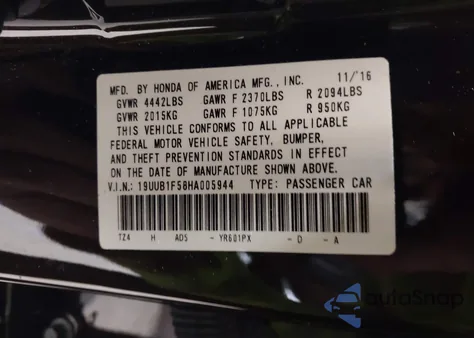 MFD. BY HONDA OF AMERICA MFG., INC. 11/16
GVWR 4442LBS GAWR F 2370LBS R 2094LBS
GVWR 2015KG GAWR F 1075KG R 950KG
THIS VEHICLE CONFORMS TO ALL APPLICABLE
FEDERAL MOTOR VEHICLE SAFETY, BUMPER,
AND THEFT PREVENTION STANDARDS IN EFFECT
ON THE DATE OF MANUFACTURE SHOWN ABOVE.
V.I.N.: 19UUB1F58HA005944 TYPE: PASSENGER CAR
TZ4 H AD5 - YR601PX - D - A
autoSnap